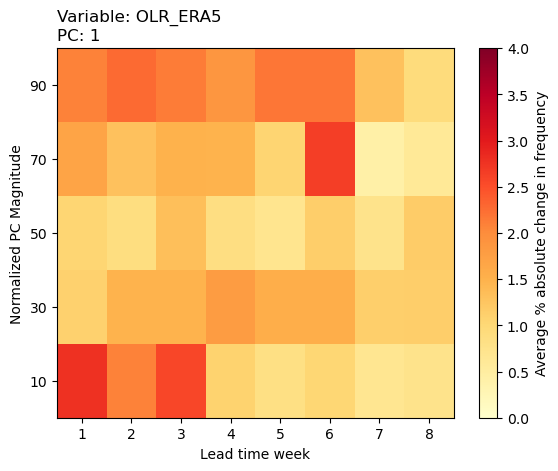 Variable: OLR_ERA5
PC: 1
Normalized PC Magnitude
90
70
50
30
10
1 2 3 4 5 6 7 8
Lead time week
4.0
3.5
3.0
2.5
2.0
1.5
1.0
0.5
0.0
Average % absolute change in frequency